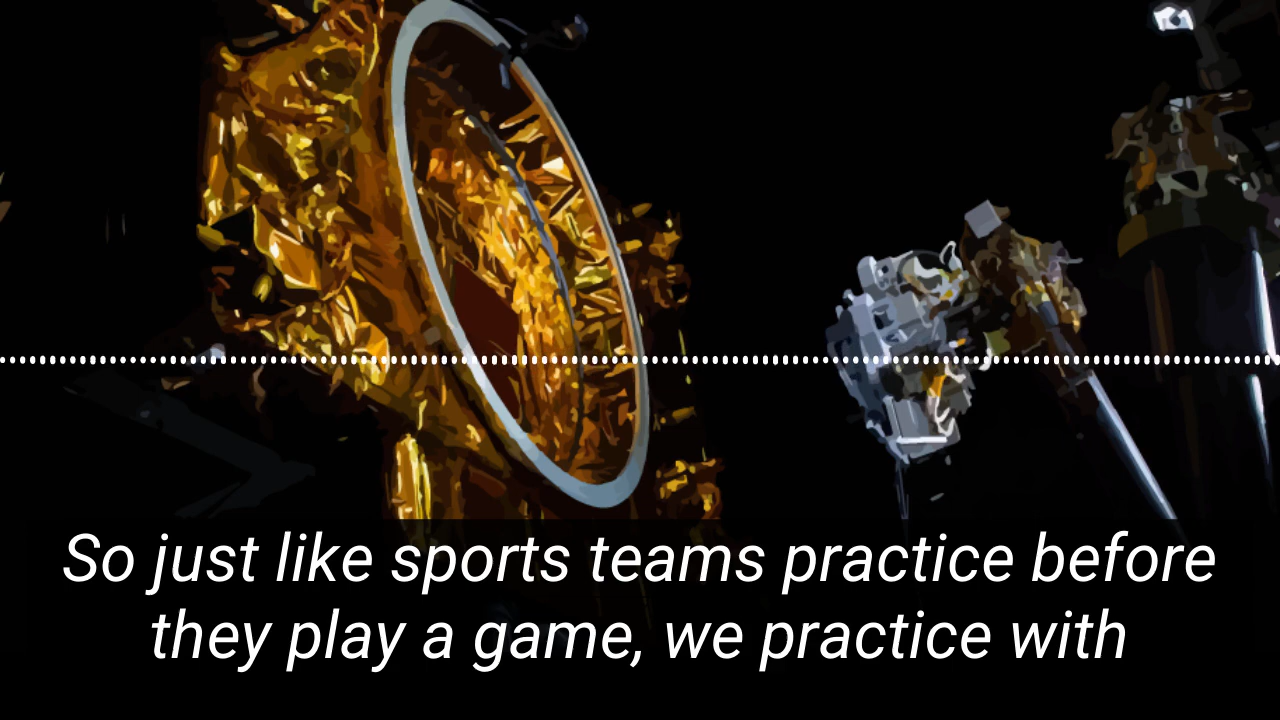 So just like sports teams practice before
they play a game, we practice with